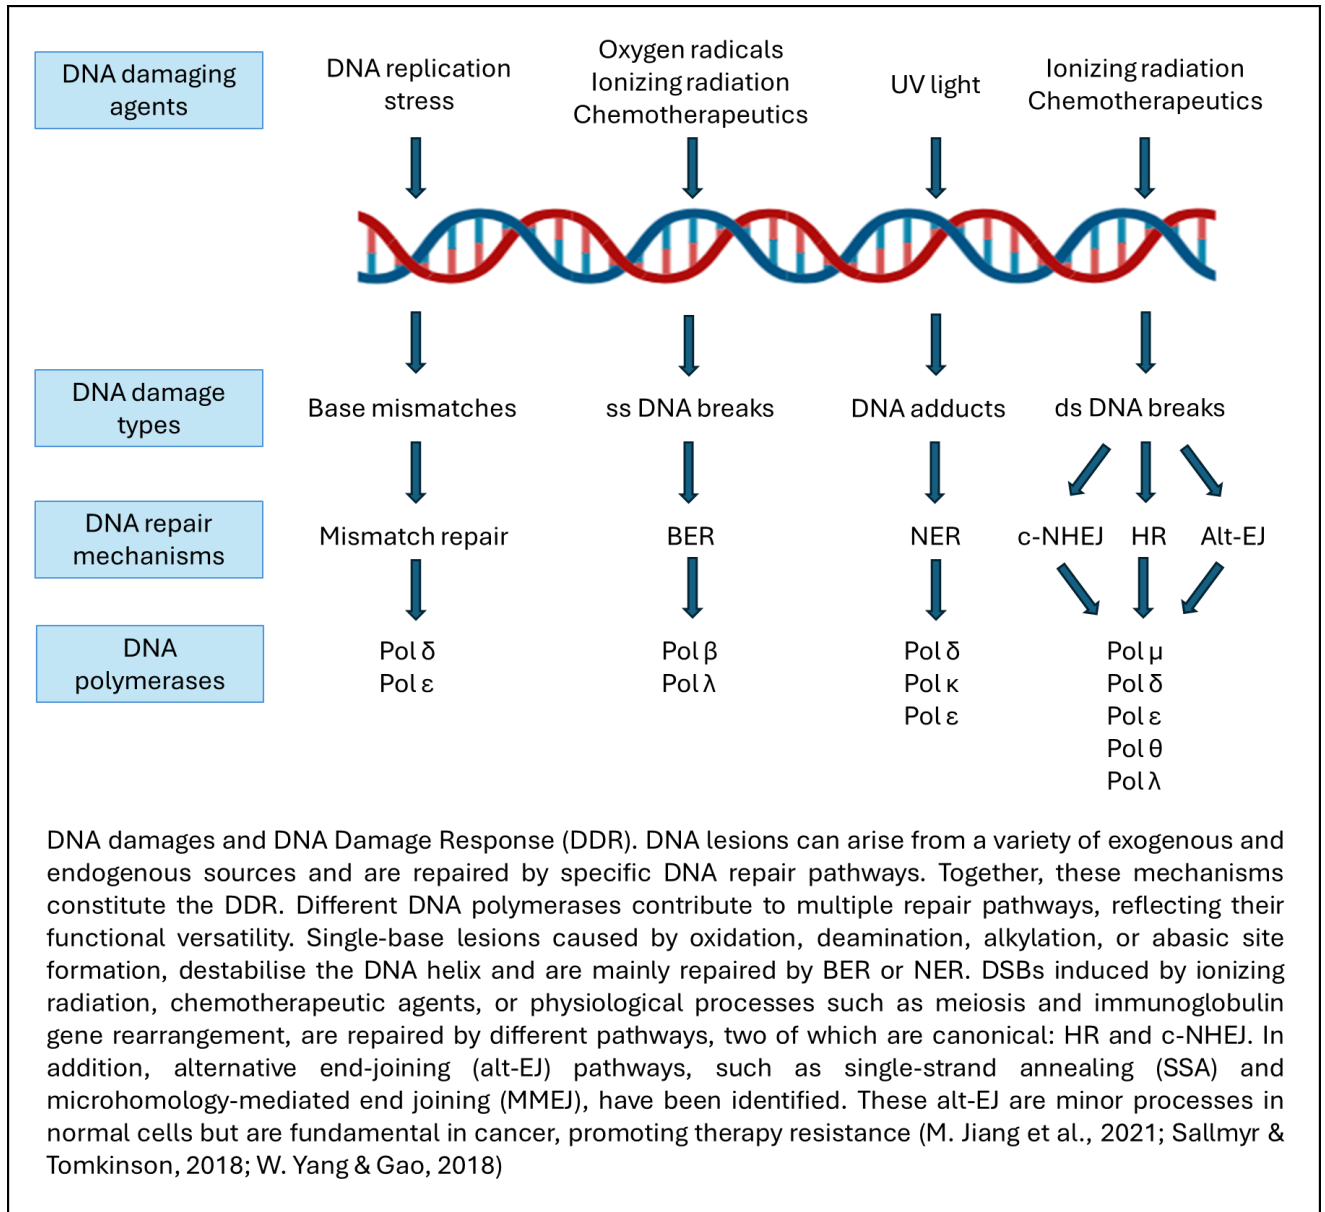 DNA damaging
agents
DNA replication
stress
Oxygen radicals
Ionizing radiation
Chemotherapeutics
UV light
Ionizing radiation
Chemotherapeutics
DNA damage
types
Base mismatches
ss DNA breaks
DNA adducts
ds DNA breaks
DNA repair
mechanisms
Mismatch repair
BER
NER
c-NHEJ
HR
Alt-EJ
DNA
polymerases
Pol δ
Pol ε
Pol β
Pol λ
Pol δ
Pol κ
Pol ε
Pol μ
Pol δ
Pol ε
Pol θ
Pol λ
DNA damages and DNA Damage Response (DDR). DNA lesions can arise from a variety of exogenous and
endogenous sources and are repaired by specific DNA repair pathways. Together, these mechanisms
constitute the DDR. Different DNA polymerases contribute to multiple repair pathways, reflecting their
functional versatility. Single-base lesions caused by oxidation, deamination, alkylation, or abasic site
formation, destabilise the DNA helix and are mainly repaired by BER or NER. DSBs induced by ionizing
radiation, chemotherapeutic agents, or physiological processes such as meiosis and immunoglobulin
gene rearrangement, are repaired by different pathways, two of which are canonical: HR and c-NHEJ. In
addition, alternative end-joining (alt-EJ) pathways, such as single-strand annealing (SSA) and
microhomology-mediated end joining (MMEJ), have been identified. These alt-EJ are minor processes in
normal cells but are fundamental in cancer, promoting therapy resistance (M. Jiang et al., 2021; Sallmyr &
Tomkinson, 2018; W. Yang & Gao, 2018)